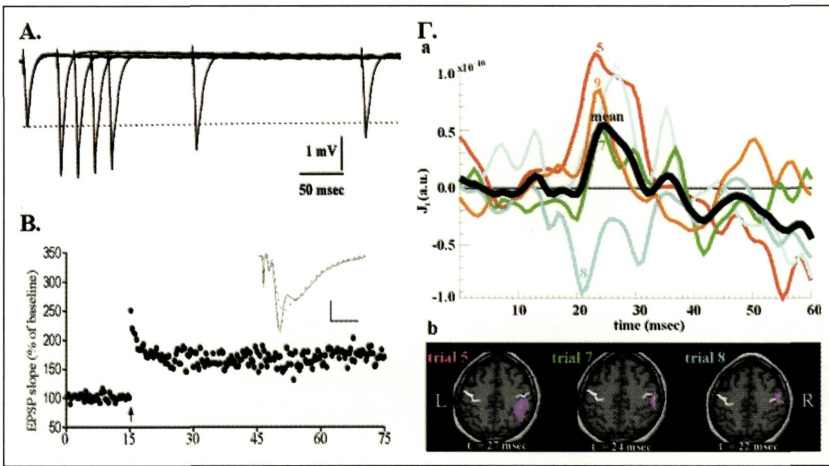 A.
1 mV
50 msec
B.
EPSP slope (% of baseline)
350
300
250
200
150
100
50
0
15
30
45
60
75
Γ.
a
x10⁻¹⁰
J, (a.u.)
1.0
0.5
0.0
-0.5
-1.0
5
9
mean
7
8
10
20
30
40
50
60
time (msec)
b
trial 5
trial 7
trial 8
L
R
t = 27 msec
t = 24 msec
t = 22 msec